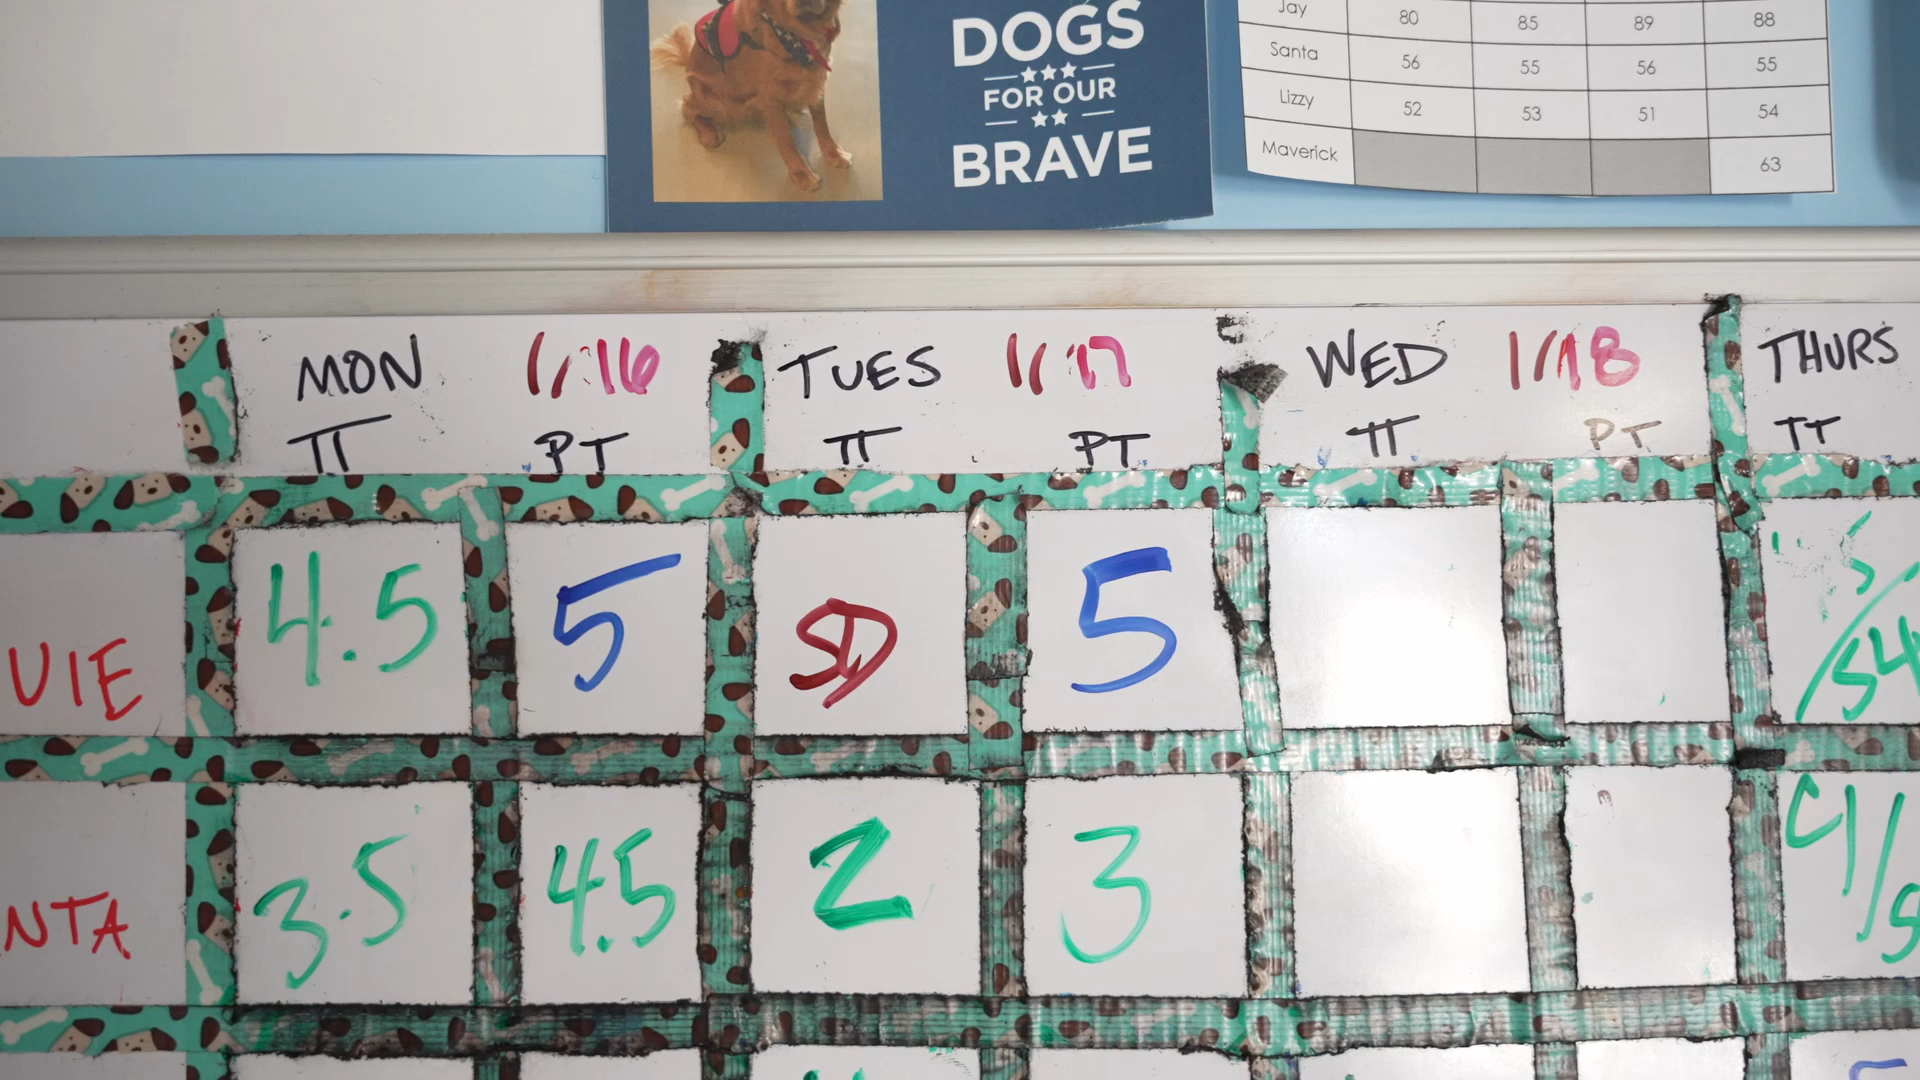 DOGS
FOR OUR
BRAVE
Jay 80 85 89 88
Santa 56 55 56 55
Lizzy 52 53 51 54
Maverick 63
MON 1/16 TUES 1/17 WED 1/18 THURS
TT PT TT PT TT PT TT
UIE 4.5 5 SD 5
NTA 3.5 4.5 2 3